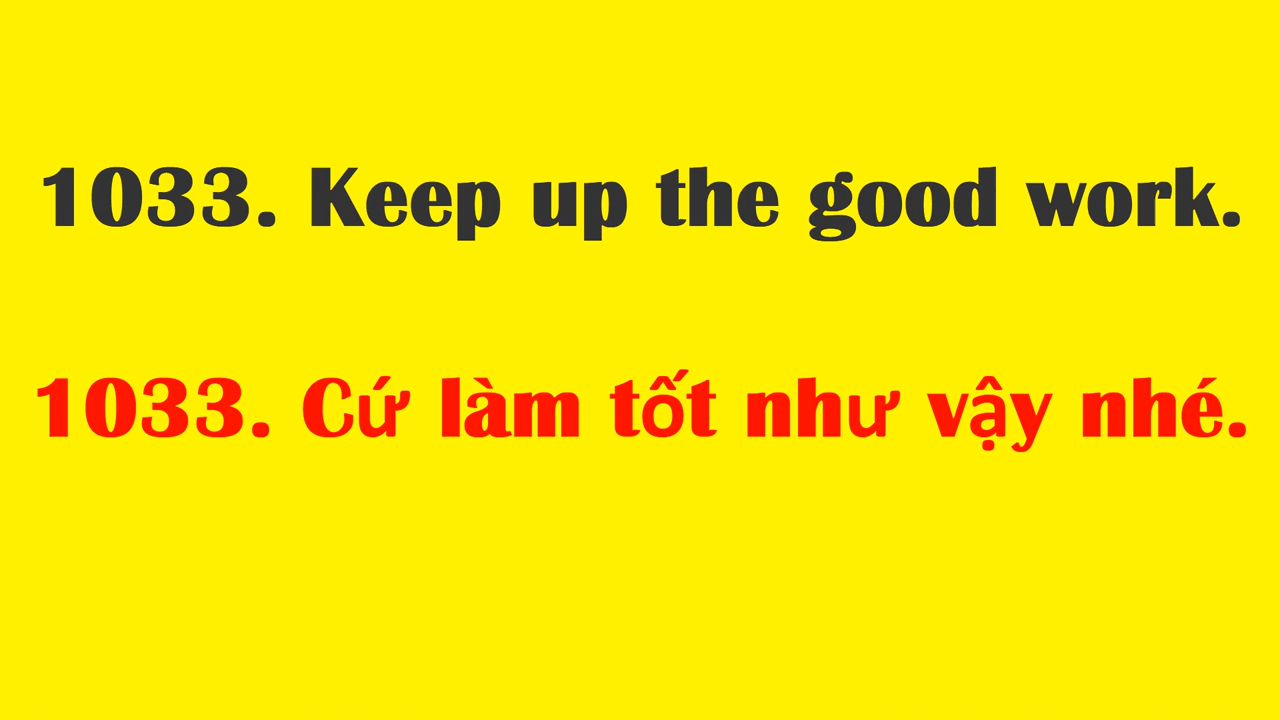 1033. Keep up the good work.
1033. Cứ làm tốt như vậy nhé.